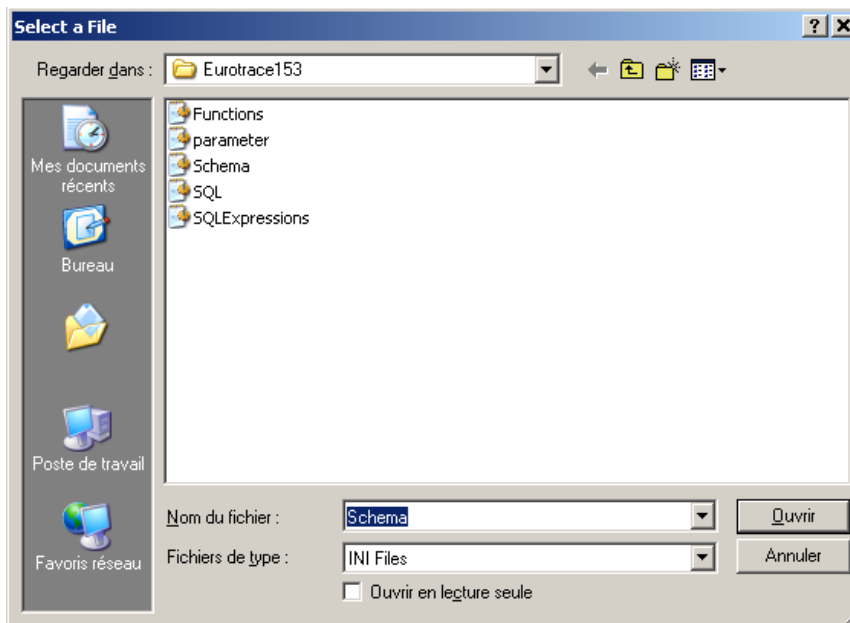 Select a File
Regarder dans :
Eurotrace153
Functions
parameter
Schema
SQL
SQLExpressions
Mes documents
récents
Bureau
Poste de travail
Favoris réseau
Nom du fichier :
Schema
Ouvrir
Fichiers de type :
INI Files
Annuler
Ouvrir en lecture seule